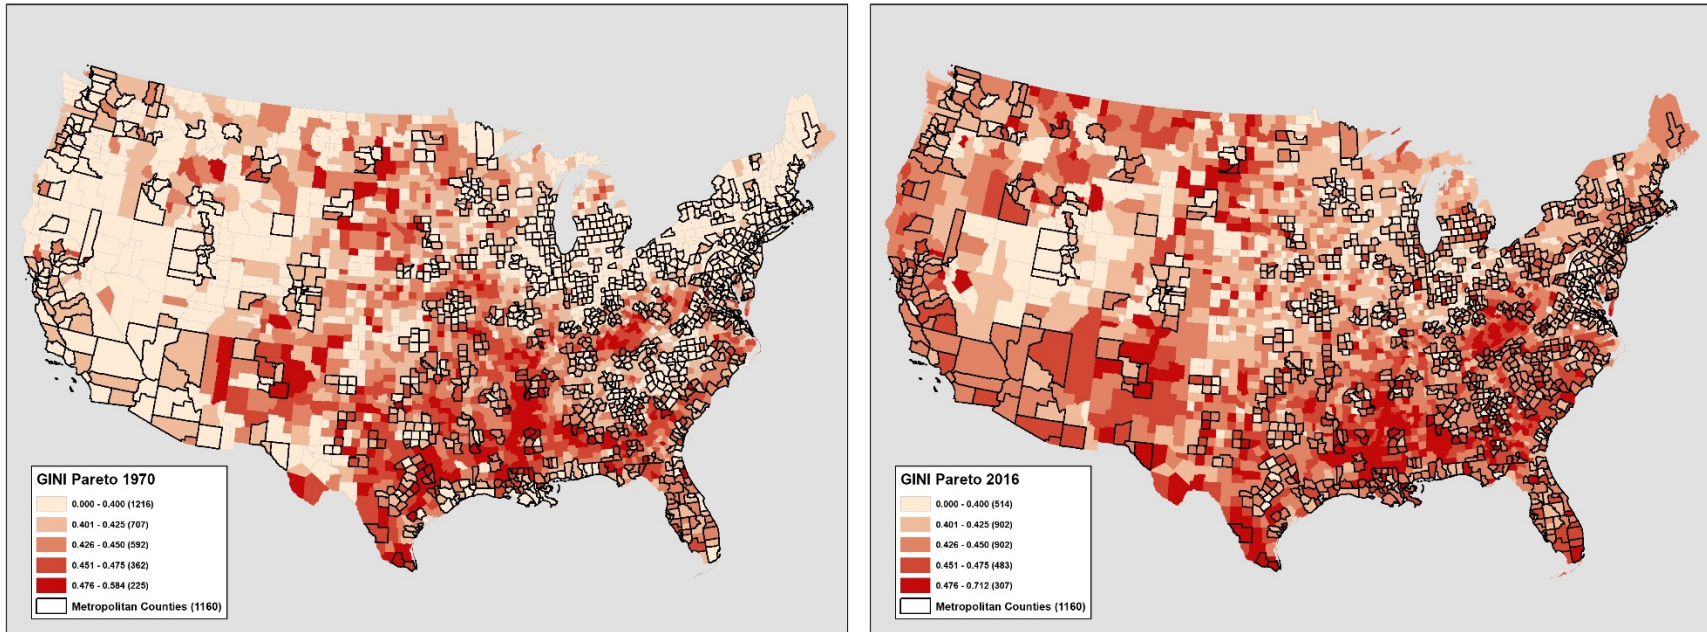 GINI Pareto 1970
0.000 - 0.400 (1216)
0.401 - 0.425 (707)
0.426 - 0.450 (592)
0.451 - 0.475 (362)
0.476 - 0.584 (225)
Metropolitan Counties (1160)
GINI Pareto 2016
0.000 - 0.400 (514)
0.401 - 0.425 (902)
0.426 - 0.450 (902)
0.451 - 0.475 (483)
0.476 - 0.712 (307)
Metropolitan Counties (1160)